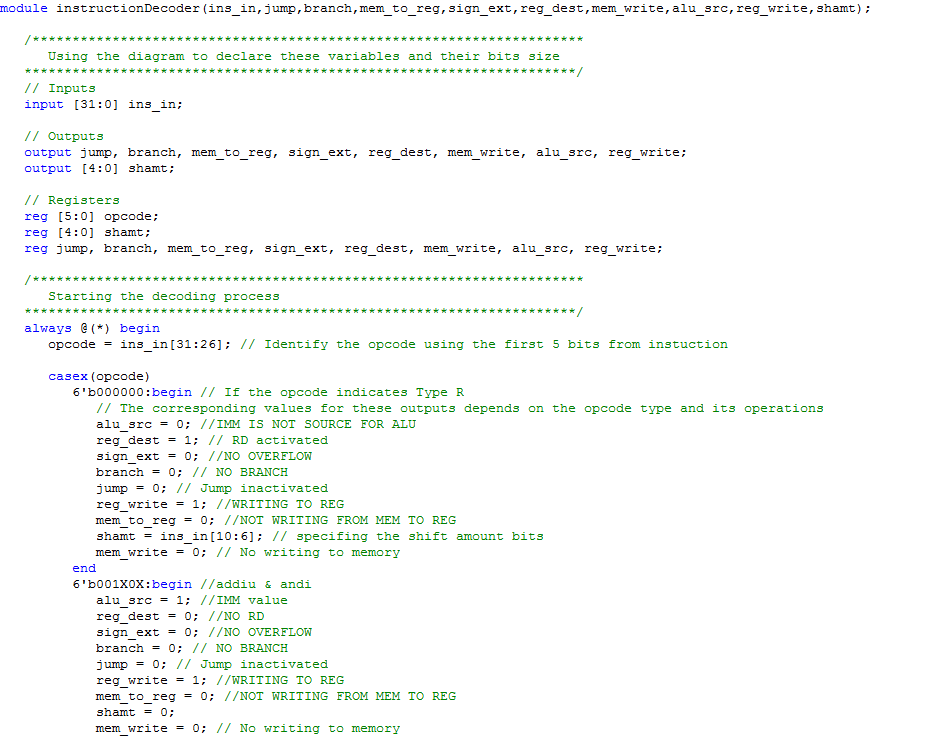 module instructionDecoder(ins_in,jump,branch,mem_to_reg,sign_ext,reg_dest,mem_write,alu_src,reg_write,shamt);
/*********************************************************************
Using the diagram to declare these variables and their bits size
*********************************************************************/
// Inputs
input [31:0] ins_in;
// Outputs
output jump, branch, mem_to_reg, sign_ext, reg_dest, mem_write, alu_src, reg_write;
output [4:0] shamt;
// Registers
reg [5:0] opcode;
reg [4:0] shamt;
reg jump, branch, mem_to_reg, sign_ext, reg_dest, mem_write, alu_src, reg_write;
/*********************************************************************
Starting the decoding process
*********************************************************************/
always @(*) begin
opcode = ins_in[31:26]; // Identify the opcode using the first 5 bits from instuction
casex(opcode)
6'b000000:begin // If the opcode indicates Type R
// The corresponding values for these outputs depends on the opcode type and its operations
alu_src = 0; //IMM IS NOT SOURCE FOR ALU
reg_dest = 1; // RD activated
sign_ext = 0; //NO OVERFLOW
branch = 0; // NO BRANCH
jump = 0; // Jump inactivated
reg_write = 1; //WRITING TO REG
mem_to_reg = 0; //NOT WRITING FROM MEM TO REG
shamt = ins_in[10:6]; // specifing the shift amount bits
mem_write = 0; // No writing to memory
end
6'b001X0X:begin //addiu & andi
alu_src = 1; //IMM value
reg_dest = 0; //NO RD
sign_ext = 0; //NO OVERFLOW
branch = 0; // NO BRANCH
jump = 0; // Jump inactivated
reg_write = 1; //WRITING TO REG
mem_to_reg = 0; //NOT WRITING FROM MEM TO REG
shamt = 0;
mem_write = 0; // No writing to memory